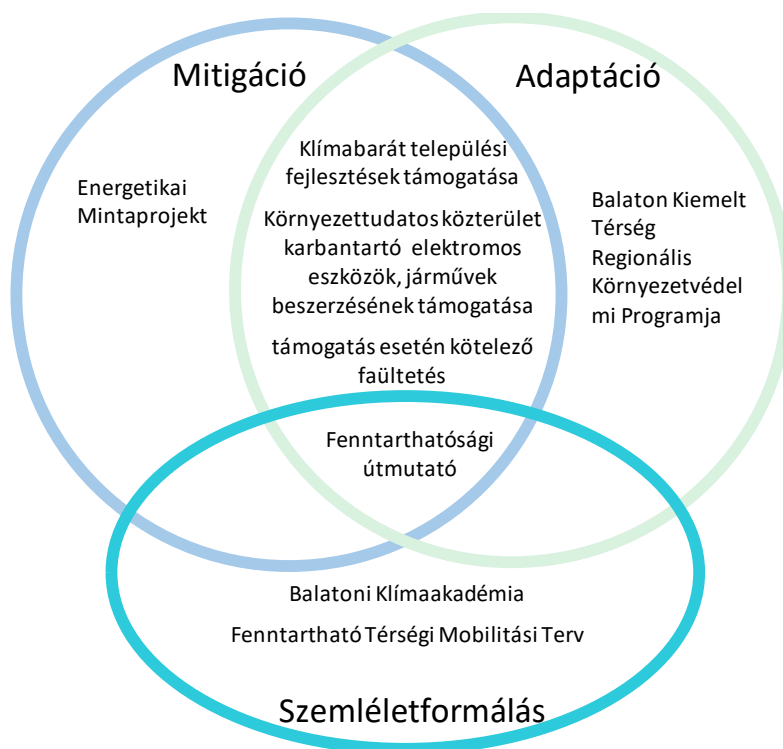 Mitigáció
Adaptáció
Energetikai
Mintaprojekt
Klímabarát települési
fejlesztések támogatása
Környezettudatos közterület
karbantartó elektromos
eszközök, járművek
beszerzésének támogatása
támogatás esetén kötelező
faültetés
Balaton Kiemelt
Térség
Regionális
Környezetvédel
mi Programja
Fenntarthatósági
útmutató
Balatoni Klímaakadémia
Fenntartható Térségi Mobilitási Terv
Szemléletformálás